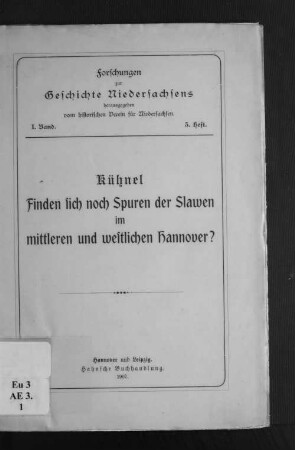 Forschungen
zur
Geschichte Niedersachsens
herausgegeben
vom historischen Verein für Niedersachsen.
1. Band. 5. Heft.
Kühnel
Finden sich noch Spuren der Slawen
im
mittleren und westlichen Hannover?
Hannover und Leipzig.
Hahnsche Buchhandlung.
1907.
Eu 3
AE 3.
1